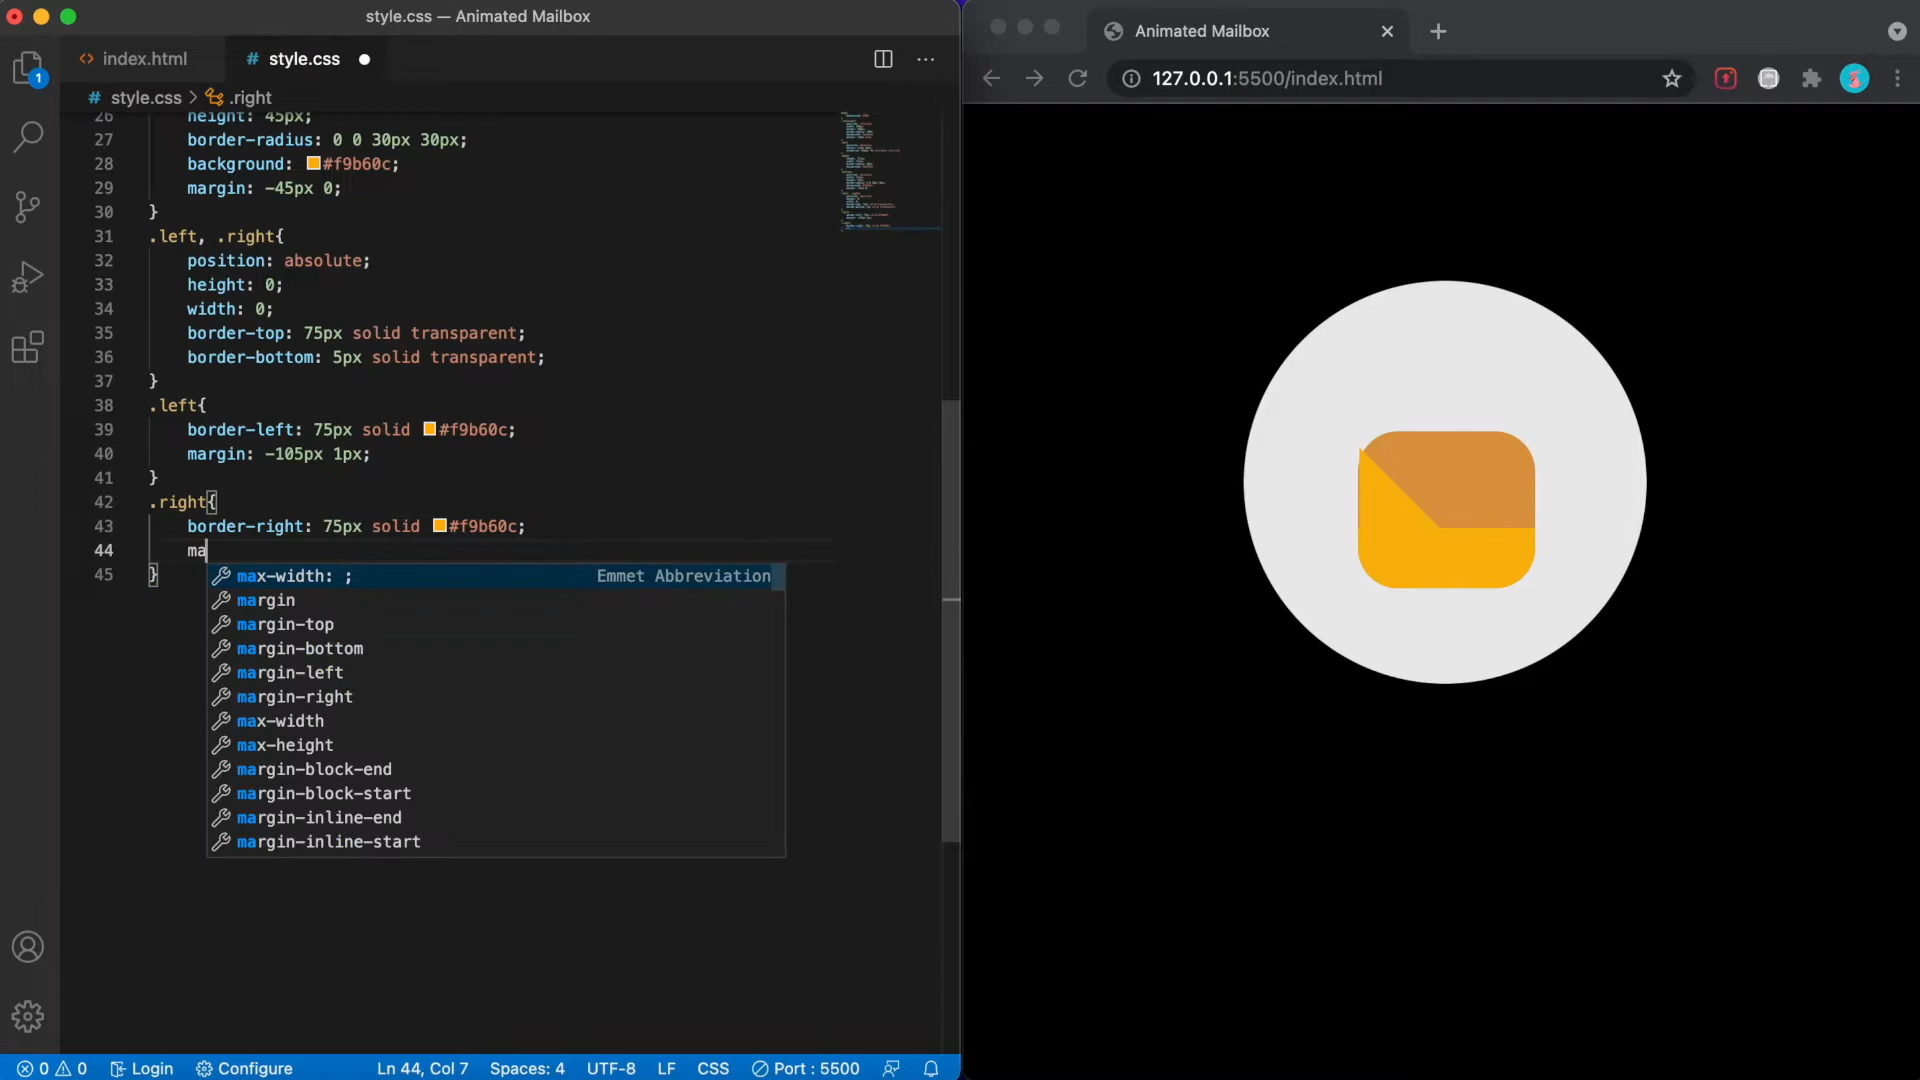 style.css — Animated Mailbox
index.html
# style.css
# style.css > .right
26 height: 45px;
27 border-radius: 0 0 30px 30px;
28 background: #f9b60c;
29 margin: -45px 0;
30 }
31 .left, .right{
32 position: absolute;
33 height: 0;
34 width: 0;
35 border-top: 75px solid transparent;
36 border-bottom: 5px solid transparent;
37 }
38 .left{
39 border-left: 75px solid #f9b60c;
40 margin: -105px 1px;
41 }
42 .right{
43 border-right: 75px solid #f9b60c;
44 ma
45 }
max-width: ; Emmet Abbreviation
margin
margin-top
margin-bottom
margin-left
margin-right
max-width
max-height
margin-block-end
margin-block-start
margin-inline-end
margin-inline-start
1
0 0 Login Configure Ln 44, Col 7 Spaces: 4 UTF-8 LF CSS Port : 5500
Animated Mailbox
127.0.0.1:5500/index.html